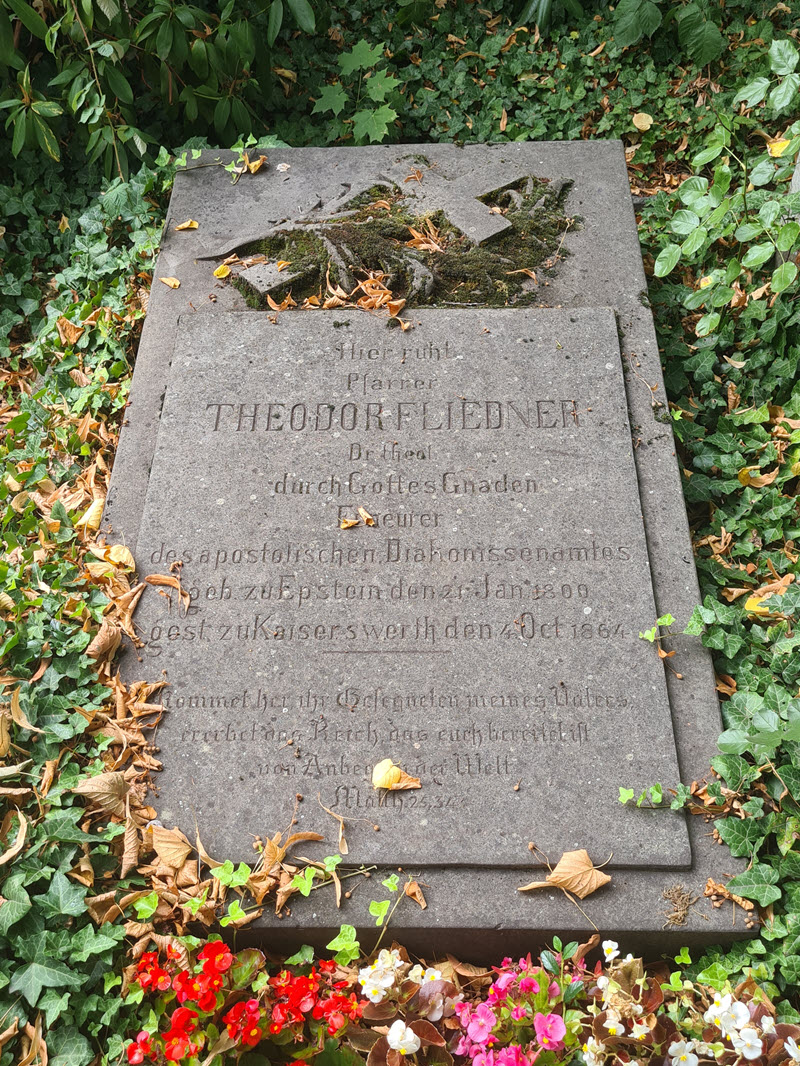 Hier ruht
Pfarrer
THEODOR FLIEDNER
Dr. theol.
durch Gottes Gnaden
Erneurer
des apostolischen Diakonissenamtes
geb. zu Epstein den 21. Jan. 1800
gest. zu Kaiserswerth den 4. Oct. 1864
Kommet her ihr Gesegneten meines Vaters,
ererbet das Reich, das euch bereitet ist
von Anbeginn der Welt
Matth. 25, 34.